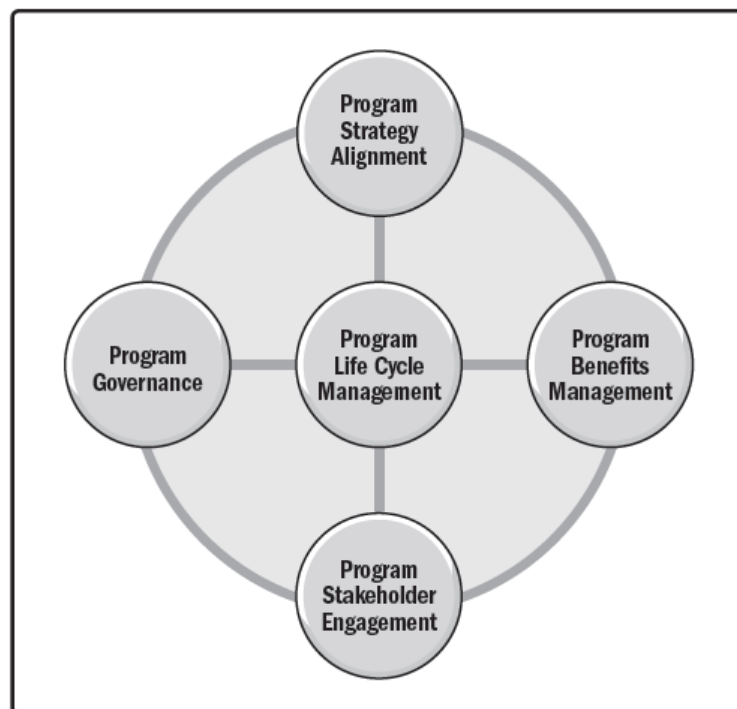 Program
Strategy
Alignment
Program
Governance
Program
Life Cycle
Management
Program
Benefits
Management
Program
Stakeholder
Engagement